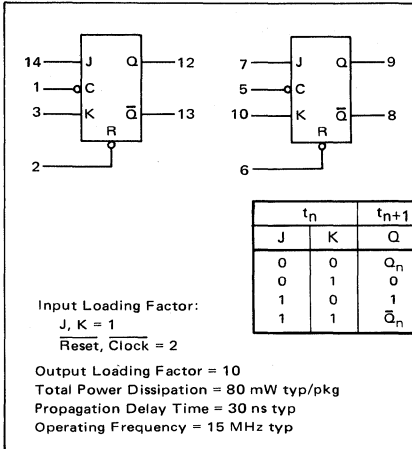 14 J Q 12
1 C
3 K Q̅ 13
R
2
7 J Q 9
5 C
10 K Q̅ 8
R
6
tn tn+1
J K Q
0 0 Qn
0 1 0
1 0 1
1 1 Q̅n
Input Loading Factor:
J, K = 1
R̅e̅s̅e̅t̅, C̅l̅o̅c̅k̅ = 2
Output Loading Factor = 10
Total Power Dissipation = 80 mW typ/pkg
Propagation Delay Time = 30 ns typ
Operating Frequency = 15 MHz typ